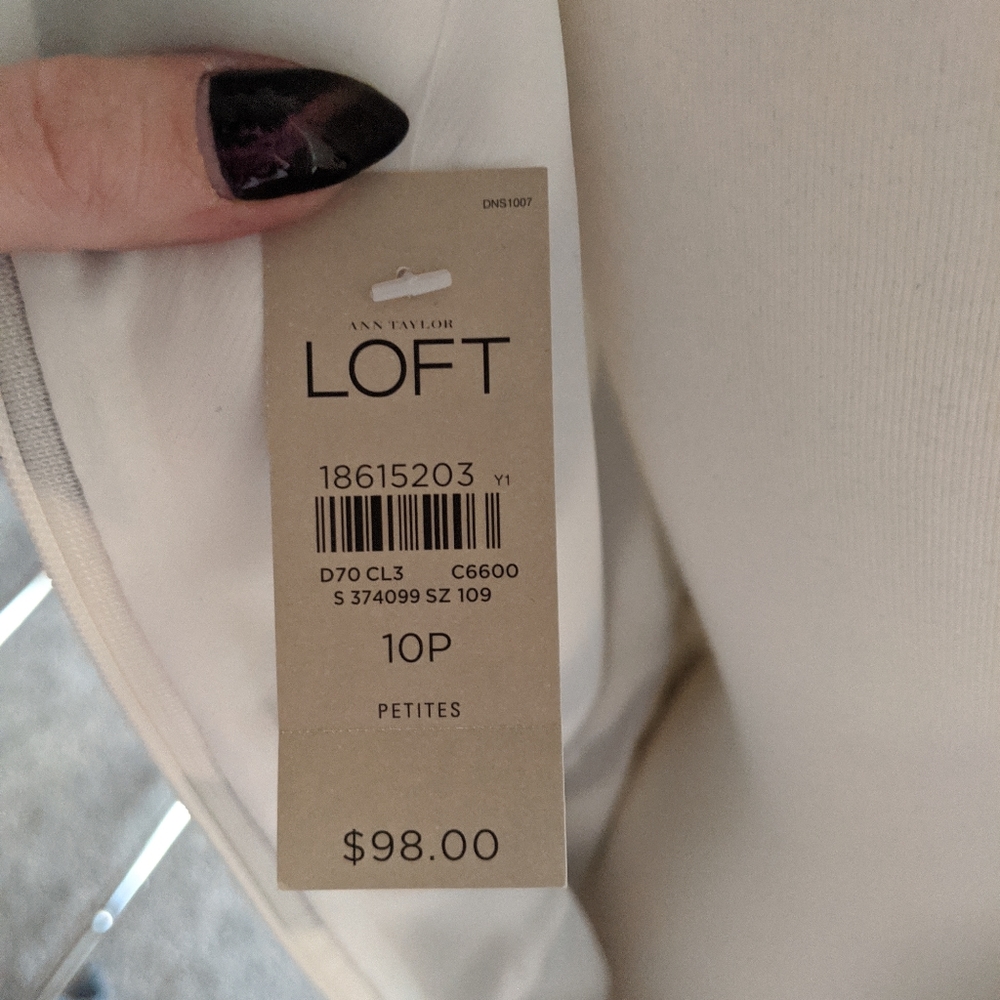 DNS1007
ANN TAYLOR
LOFT
18615203 Y1
D70 CL3 C6600
S 374099 SZ 109
10P
PETITES
$98.00